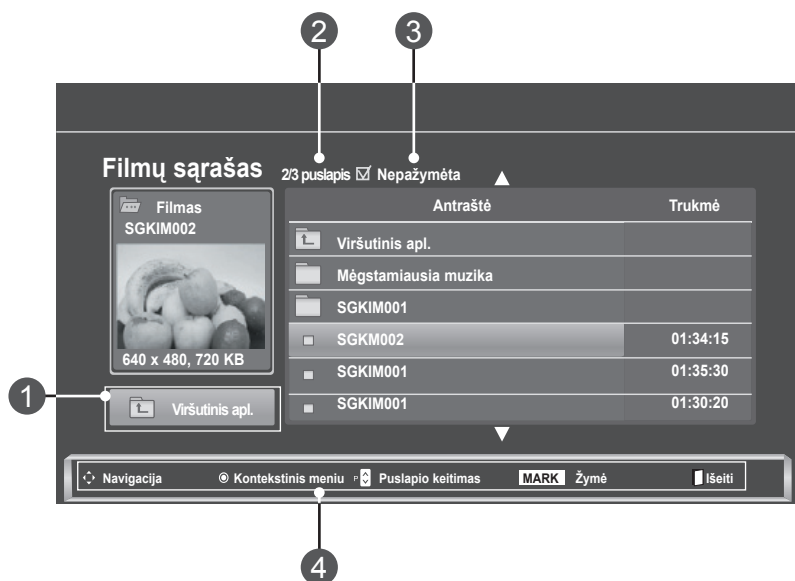 2
3
Filmų sąrašas
2/3 puslapis ☑ Nepažymėta
Filmas
SGKIM002
640 x 480, 720 KB
1
Viršutinis apl.
Antraštė Trukmė
Viršutinis apl.
Mėgstamiausia muzika
SGKIM001
SGKM002 01:34:15
SGKIM001 01:35:30
SGKIM001 01:30:20
Navigacija Kontekstinis meniu P Puslapio keitimas MARK Žymė Išeiti
4